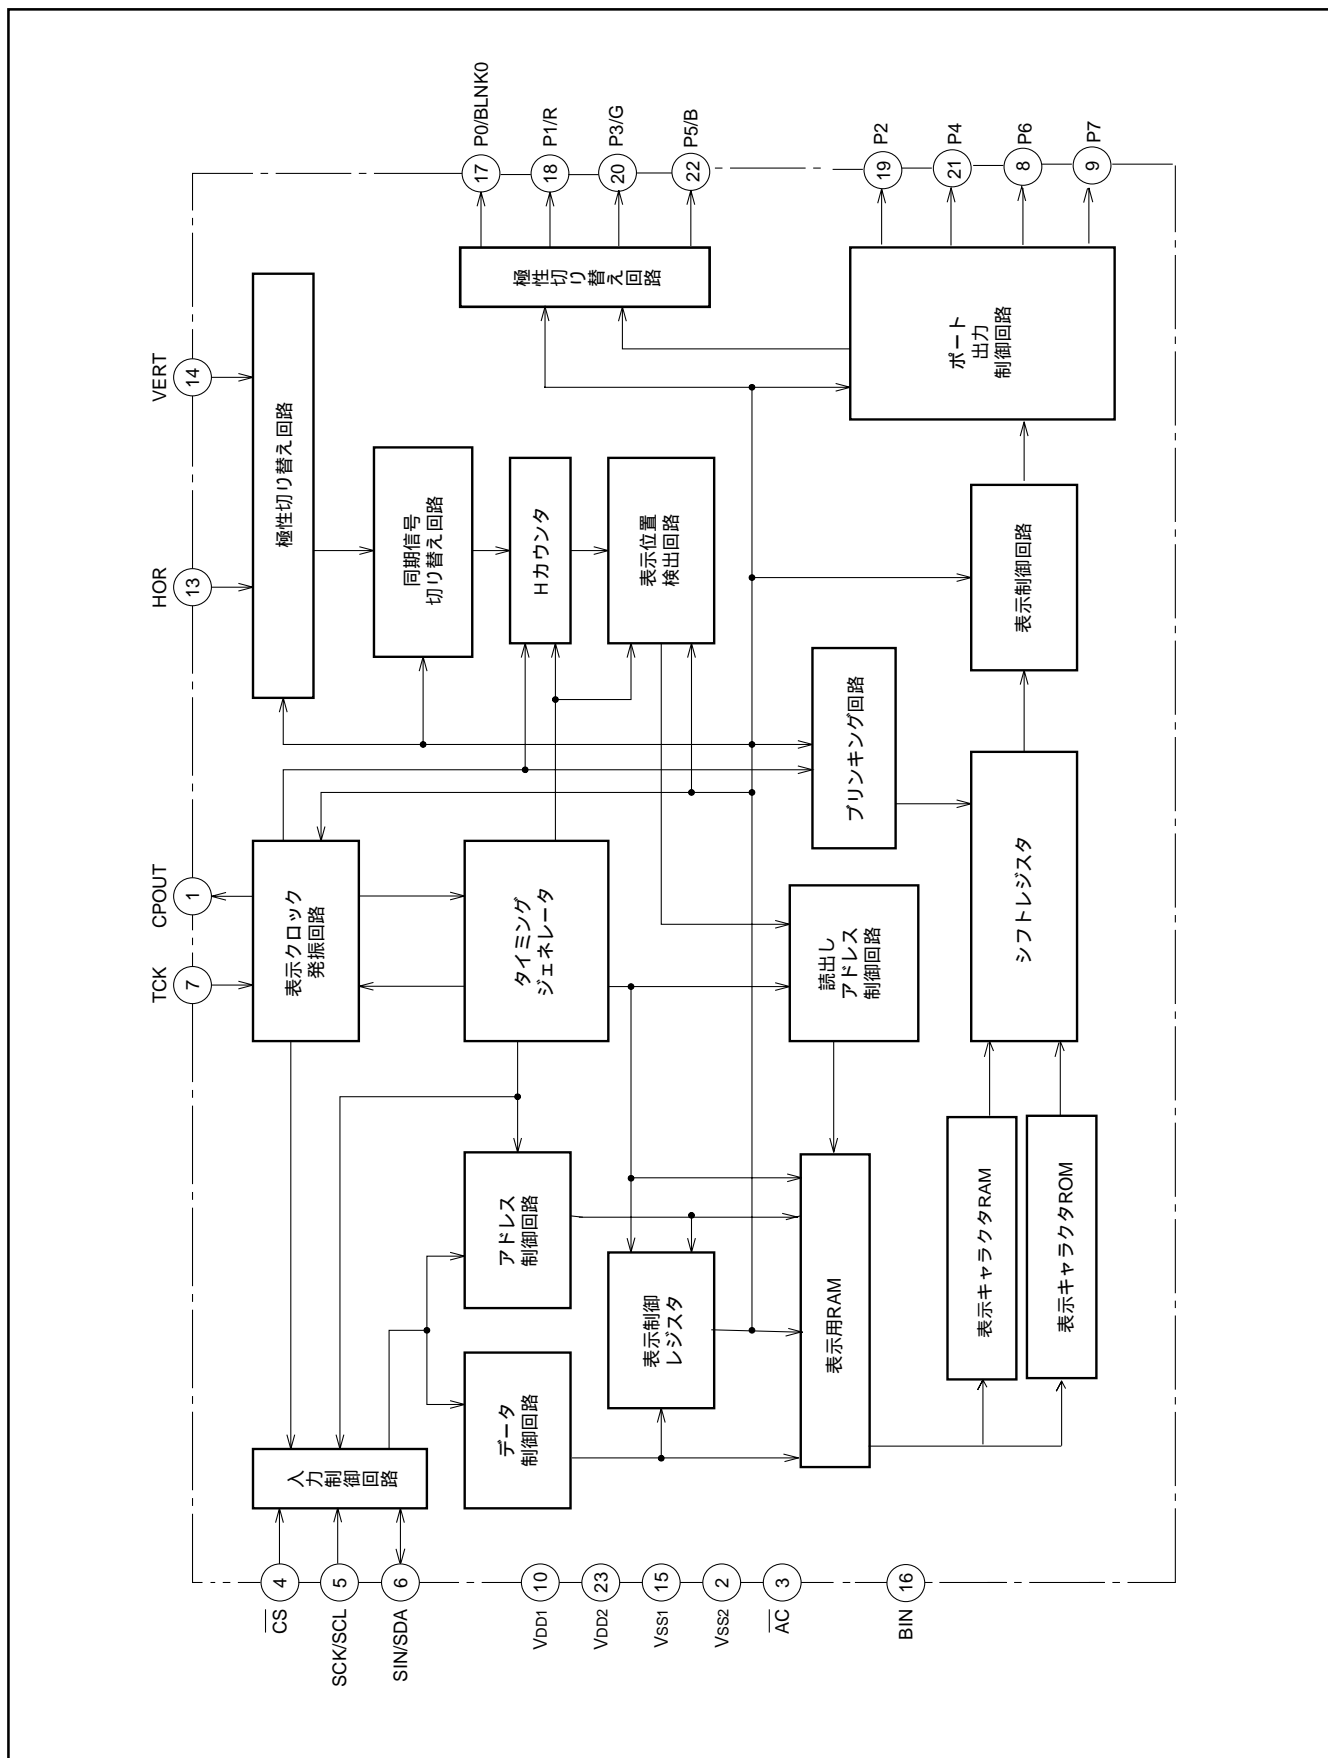 CS
4
SCK/SCL
5
SIN/SDA
6
VDD1
10
VDD2
23
VSS1
15
VSS2
2
AC
3
BIN
16
TCK
7
CPOUT
1
HOR
13
VERT
14
入力制御回路
表示クロック
発振回路
極性切り替え回路
データ
制御回路
アドレス
制御回路
タイミング
ジェネレータ
同期信号
切り替え回路
Hカウンタ
表示位置
検出回路
表示制御
レジスタ
表示用RAM
読出し
アドレス
制御回路
ブリンキング回路
表示キャラクタRAM
表示キャラクタROM
シフトレジスタ
表示制御回路
ポート
出力
制御回路
極性切り替え回路
17
P0/BLNK0
18
P1/R
20
P3/G
22
P5/B
19
P2
21
P4
8
P6
9
P7